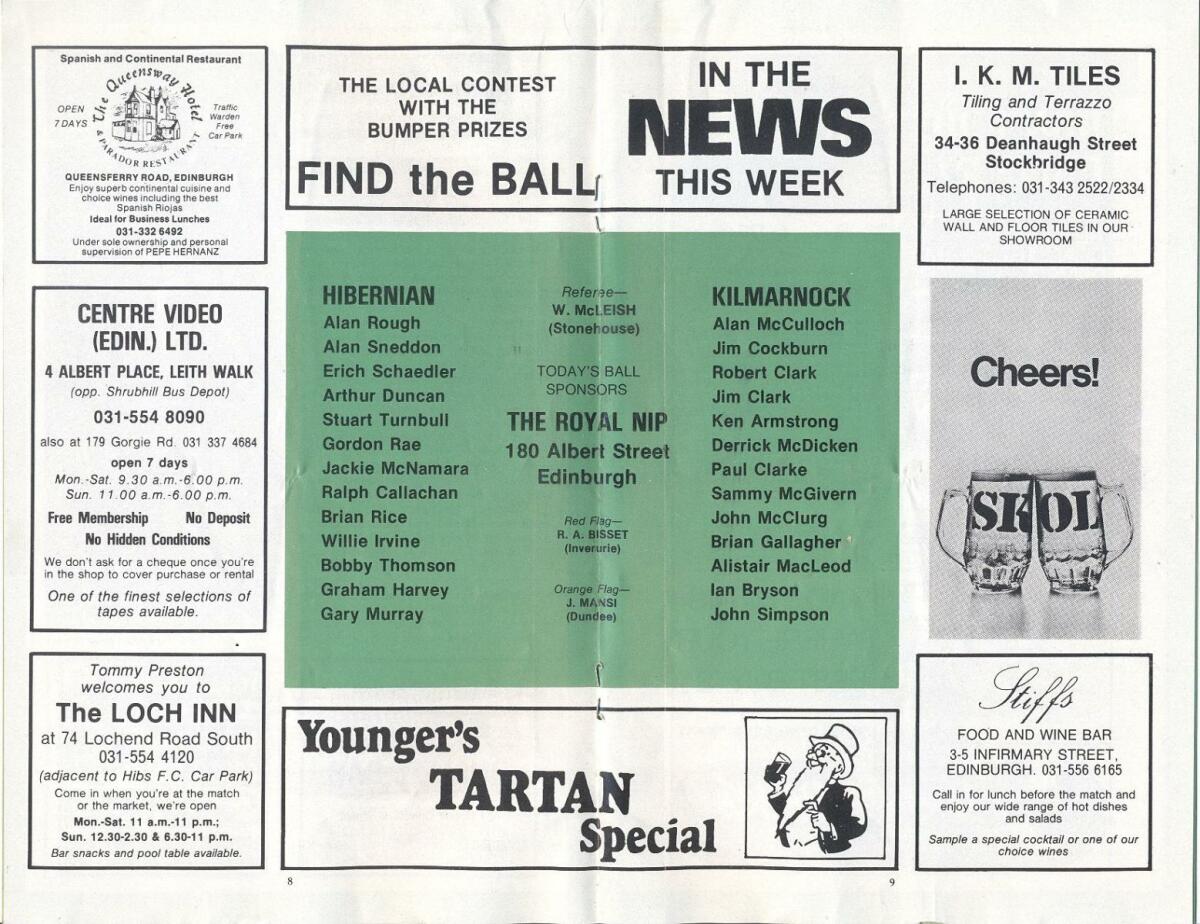 Spanish and Continental Restaurant
The Queensway Hotel
& PARADOR RESTAURANT
OPEN
7 DAYS
Traffic
Warden
Free
Car Park
QUEENSFERRY ROAD, EDINBURGH
Enjoy superb continental cuisine and
choice wines including the best
Spanish Riojas
Ideal for Business Lunches
031-332 6492
Under sole ownership and personal
supervision of PEPE HERNANZ
CENTRE VIDEO
(EDIN.) LTD.
4 ALBERT PLACE, LEITH WALK
(opp. Shrubhill Bus Depot)
031-554 8090
also at 179 Gorgie Rd. 031 337 4684
open 7 days
Mon.-Sat. 9.30 a.m.-6.00 p.m.
Sun. 11.00 a.m.-6.00 p.m.
Free Membership No Deposit
No Hidden Conditions
We don't ask for a cheque once you're
in the shop to cover purchase or rental
One of the finest selections of
tapes available.
Tommy Preston
welcomes you to
The LOCH INN
at 74 Lochend Road South
031-554 4120
(adjacent to Hibs F.C. Car Park)
Come in when you're at the match
or the market, we're open
Mon.-Sat. 11 a.m.-11 p.m.;
Sun. 12.30-2.30 & 6.30-11 p.m.
Bar snacks and pool table available.
THE LOCAL CONTEST
WITH THE
BUMPER PRIZES
FIND the BALL
IN THE
NEWS
THIS WEEK
HIBERNIAN
Alan Rough
Alan Sneddon
Erich Schaedler
Arthur Duncan
Stuart Turnbull
Gordon Rae
Jackie McNamara
Ralph Callachan
Brian Rice
Willie Irvine
Bobby Thomson
Graham Harvey
Gary Murray
Referee—
W. McLEISH
(Stonehouse)
TODAY'S BALL
SPONSORS
THE ROYAL NIP
180 Albert Street
Edinburgh
Red Flag—
R. A. BISSET
(Inverurie)
Orange Flag—
J. MANSI
(Dundee)
KILMARNOCK
Alan McCulloch
Jim Cockburn
Robert Clark
Jim Clark
Ken Armstrong
Derrick McDicken
Paul Clarke
Sammy McGivern
John McClurg
Brian Gallagher
Alistair MacLeod
Ian Bryson
John Simpson
Younger's
TARTAN
Special
I. K. M. TILES
Tiling and Terrazzo
Contractors
34-36 Deanhaugh Street
Stockbridge
Telephones: 031-343 2522/2334
LARGE SELECTION OF CERAMIC
WALL AND FLOOR TILES IN OUR
SHOWROOM
Cheers!
SKOL
Stiffs
FOOD AND WINE BAR
3-5 INFIRMARY STREET,
EDINBURGH. 031-556 6165
Call in for lunch before the match and
enjoy our wide range of hot dishes
and salads
Sample a special cocktail or one of our
choice wines
8
9